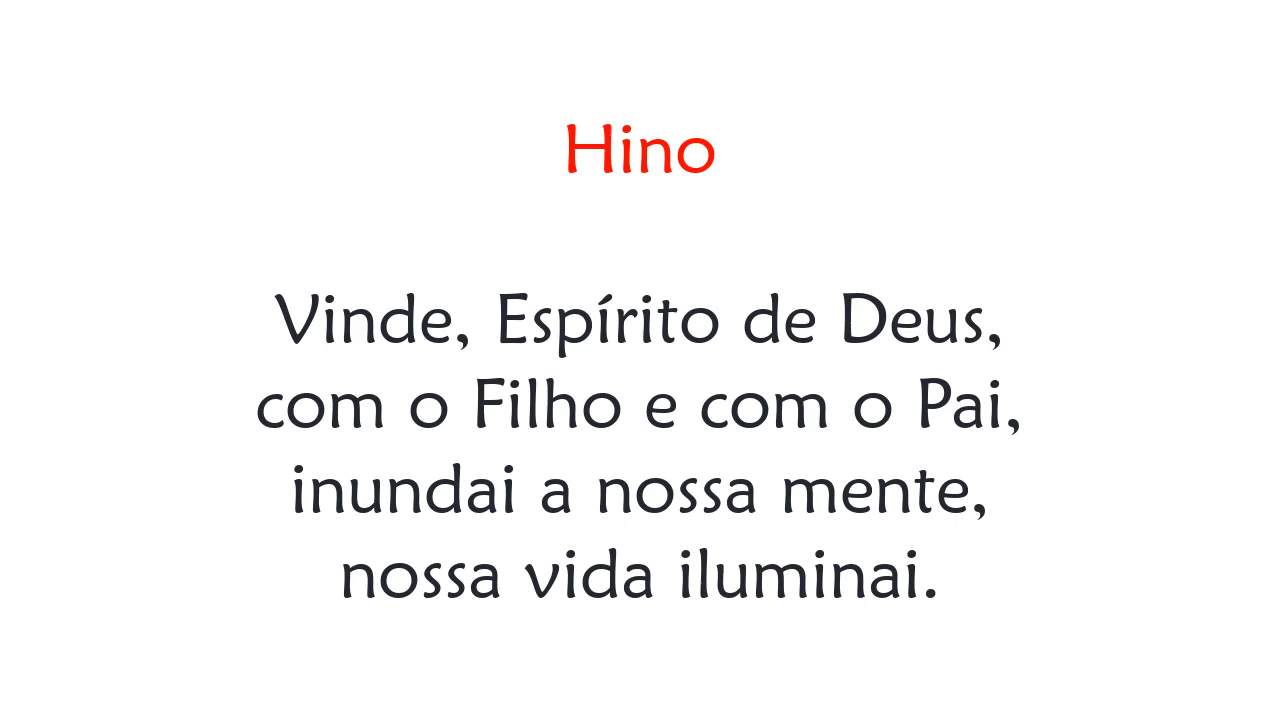 Hino
Vinde, Espírito de Deus,
com o Filho e com o Pai,
inundai a nossa mente,
nossa vida iluminai.